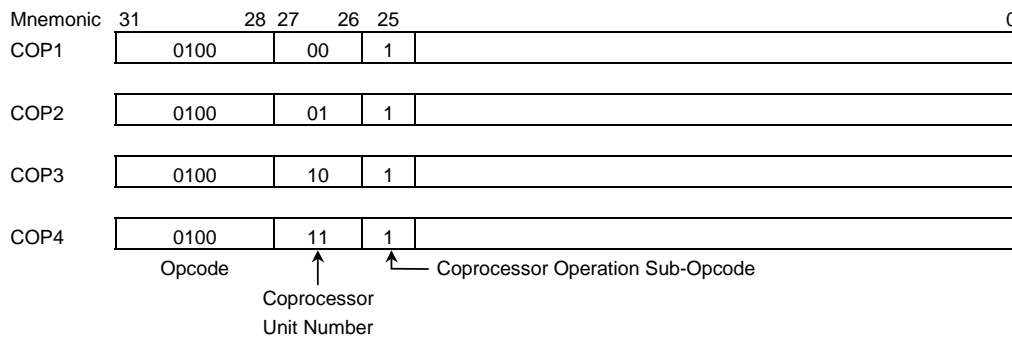 Mnemonic 31 28 27 26 25 0
COP1 0100 00 1
COP2 0100 01 1
COP3 0100 10 1
COP4 0100 11 1
Opcode Coprocessor Operation Sub-Opcode
Coprocessor
Unit Number